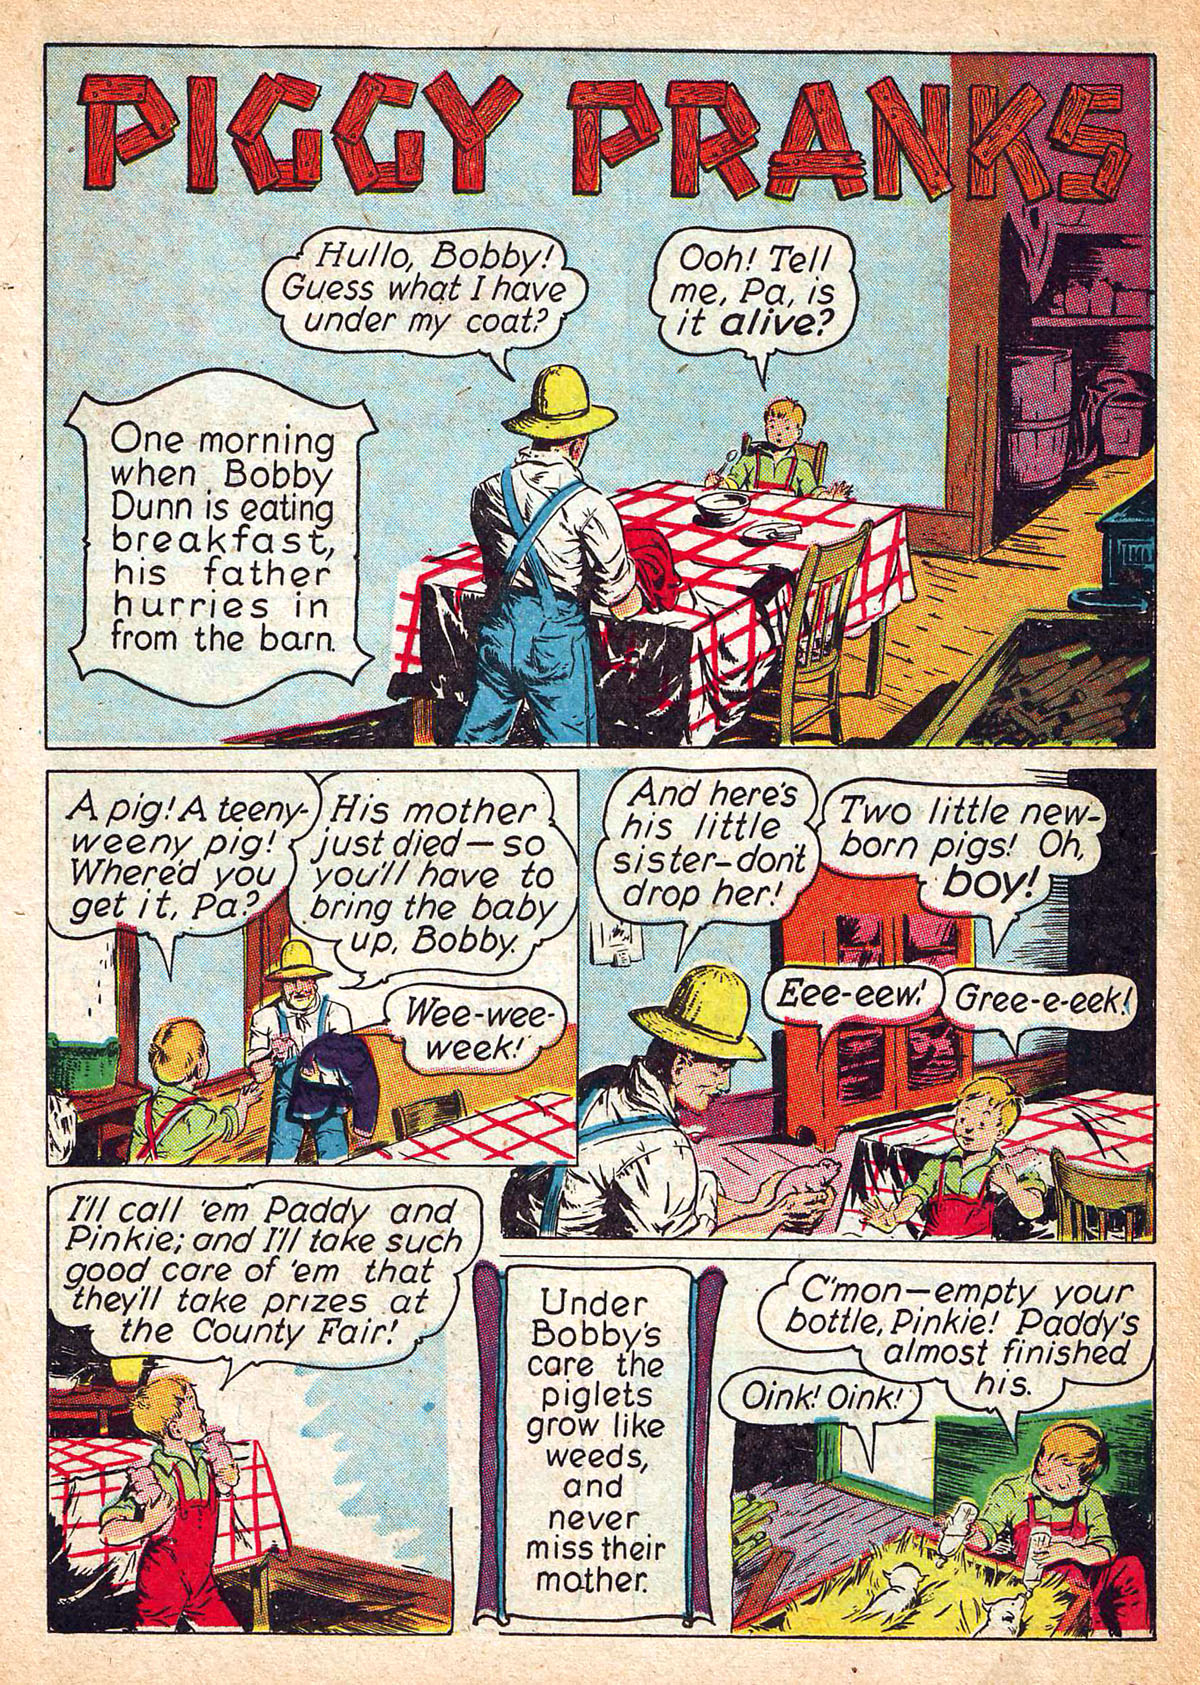 PIGGY PRANKS
Hullo, Bobby!
Guess what I have
under my coat?
Ooh! Tell
me, Pa, is
it alive?
One morning
when Bobby
Dunn is eating
breakfast,
his father
hurries in
from the barn.
A pig! A teeny-
weeny pig!
Where'd you
get it, Pa?
His mother
just died—so
you'll have to
bring the baby
up, Bobby.
Wee-wee-
week!
And here's
his little
sister-don't
drop her!
Two little new-
born pigs! Oh,
boy!
Eee-eew!
Gree-e-eek!
I'll call 'em Paddy and
Pinkie; and I'll take such
good care of 'em that
they'll take prizes at
the County Fair!
Under
Bobby's
care the
piglets
grow like
weeds,
and
never
miss their
mother.
C'mon—empty your
bottle, Pinkie! Paddy's
almost finished
his.
Oink! Oink!